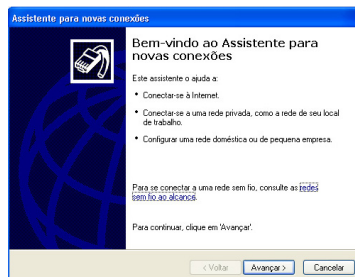 Assistente para novas conexões
Bem-vindo ao Assistente para
novas conexões
Este assistente o ajuda a:
• Conectar-se à Internet.
• Conectar-se a uma rede privada, como a rede de seu local
de trabalho.
• Configurar uma rede doméstica ou de pequena empresa.
Para se conectar a uma rede sem fio, consulte as redes
sem fio ao alcance.
Para continuar, clique em 'Avançar'.
< Voltar
Avançar >
Cancelar